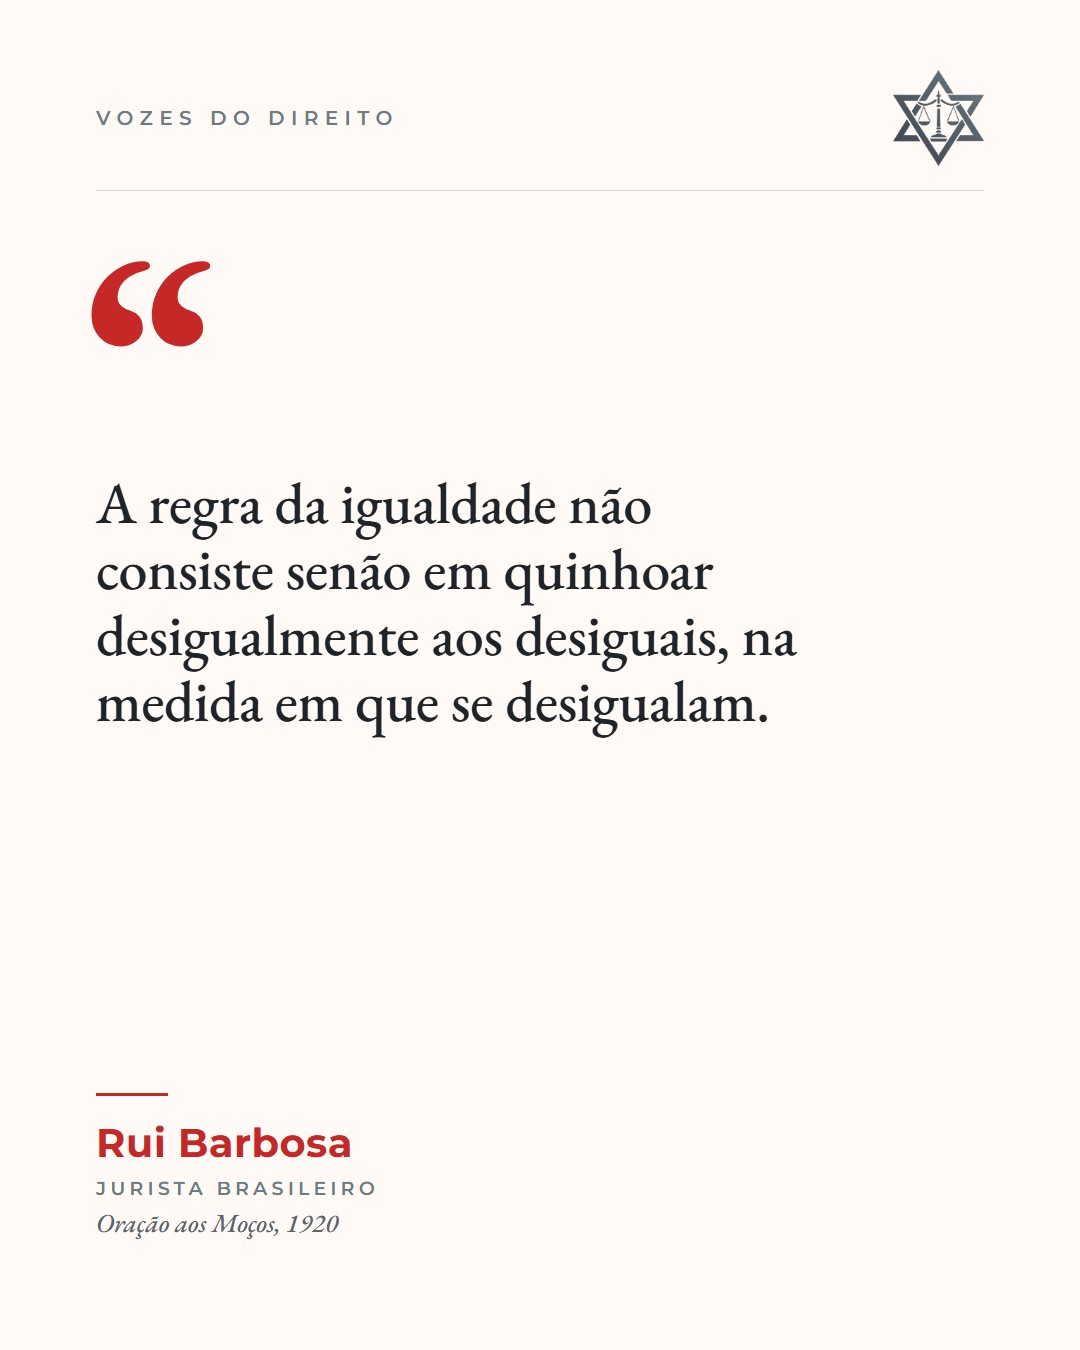 VOZES DO DIREITO
“
A regra da igualdade não
consiste senão em quinhoar
desigualmente aos desiguais, na
medida em que se desigualam.
Rui Barbosa
JURISTA BRASILEIRO
Oração aos Moços, 1920